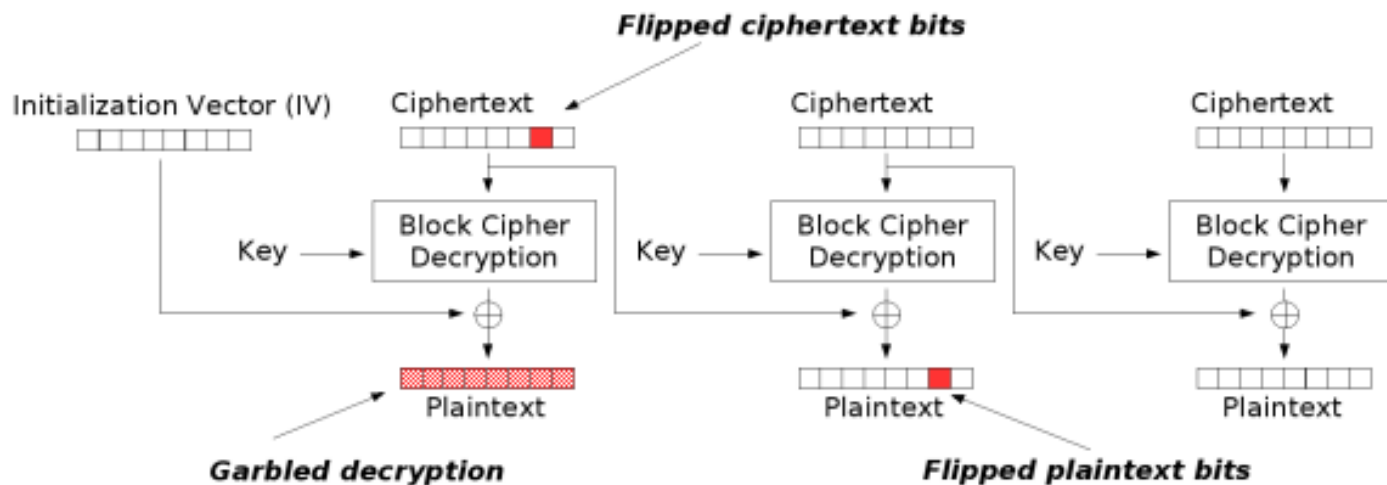 Flipped ciphertext bits
Initialization Vector (IV)
Ciphertext
Ciphertext
Ciphertext
Key
Block Cipher
Decryption
Key
Block Cipher
Decryption
Key
Block Cipher
Decryption
Plaintext
Plaintext
Plaintext
Garbled decryption
Flipped plaintext bits